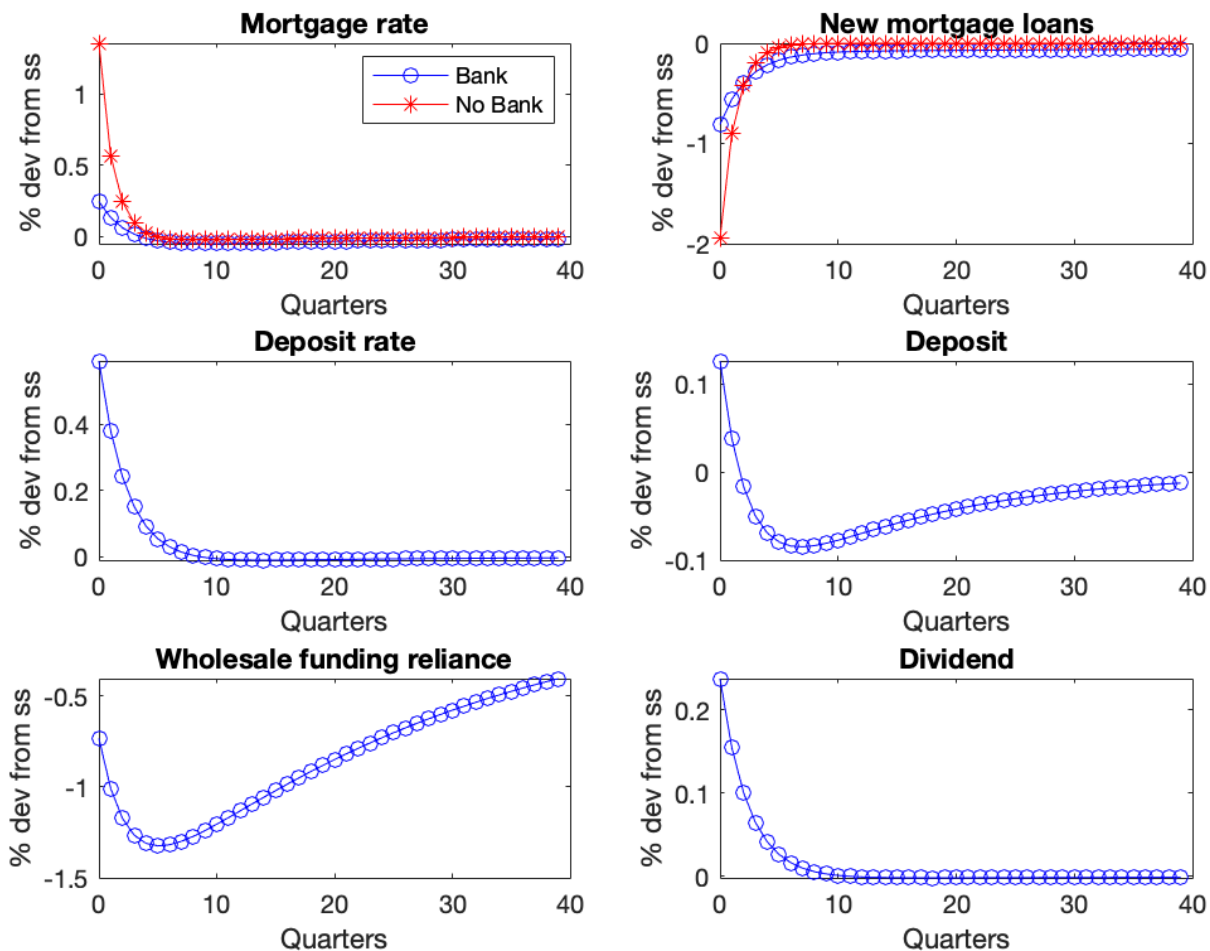 Mortgage rate
% dev from ss
1
0.5
0
0 10 20 30 40
Quarters
Bank
No Bank
New mortgage loans
% dev from ss
0
-1
-2
0 10 20 30 40
Quarters
Deposit rate
% dev from ss
0.4
0.2
0
0 10 20 30 40
Quarters
Deposit
% dev from ss
0.1
0
-0.1
0 10 20 30 40
Quarters
Wholesale funding reliance
% dev from ss
-0.5
-1
-1.5
0 10 20 30 40
Quarters
Dividend
% dev from ss
0.2
0.1
0
0 10 20 30 40
Quarters